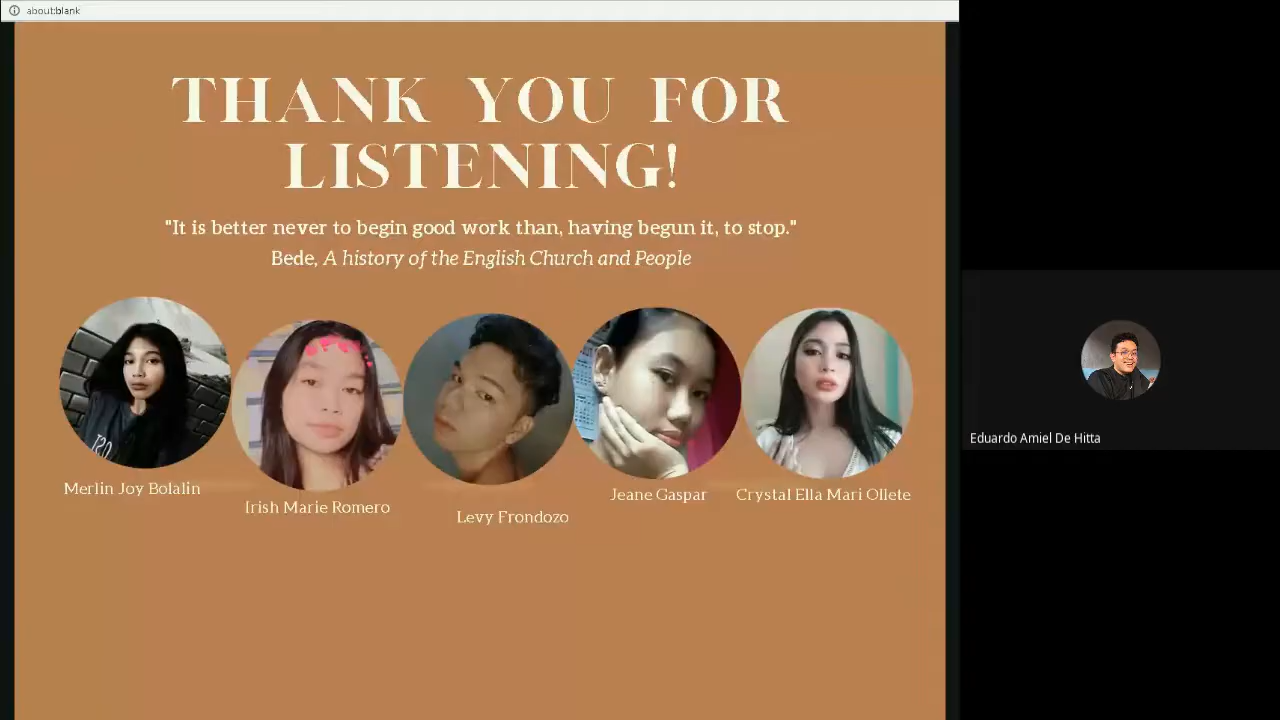 about:blank
THANK YOU FOR
LISTENING!
"It is better never to begin good work than, having begun it, to stop."
Bede, A history of the English Church and People
Merlin Joy Bolalin
Irish Marie Romero
Levy Frondozo
Jeane Gaspar
Crystal Ella Mari Ollete
Eduardo Amiel De Hitta